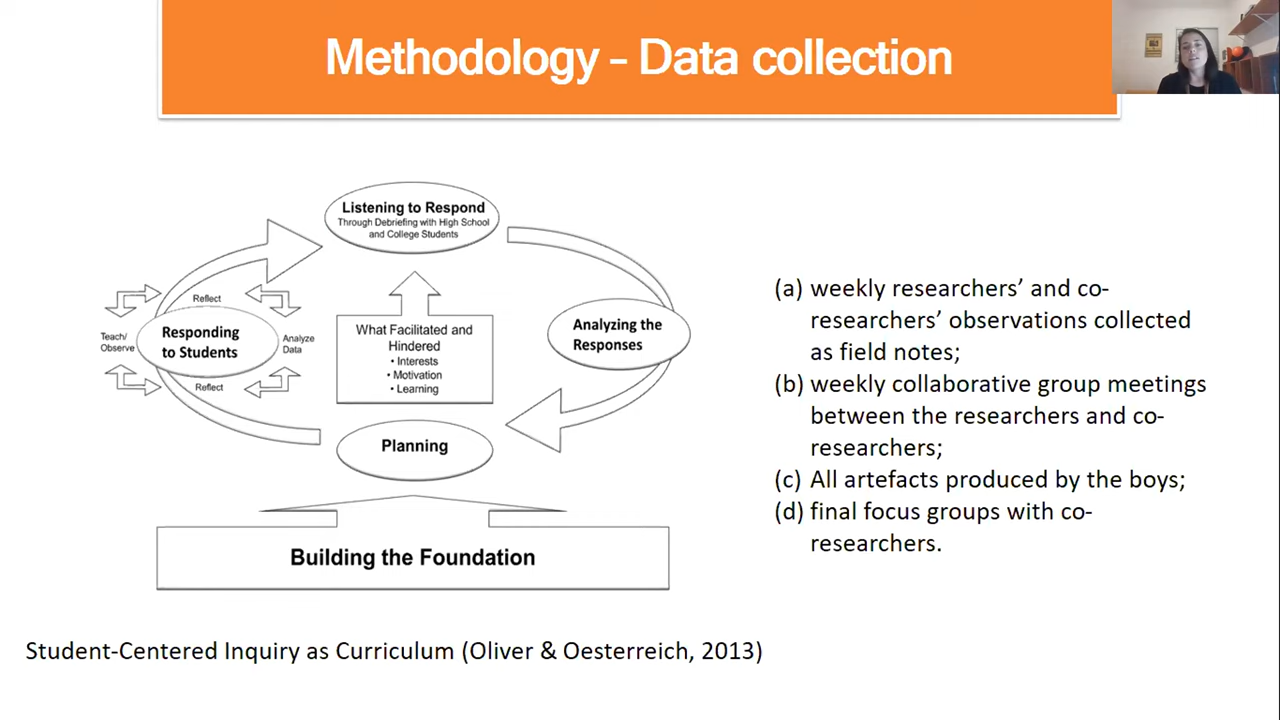 Methodology – Data collection
Listening to Respond
Through Debriefing with High School
and College Students
Reflect
Teach/
Observe
Responding
to Students
Analyze
Data
Reflect
What Facilitated and
Hindered
• Interests
• Motivation
• Learning
Analyzing the
Responses
Planning
Building the Foundation
(a) weekly researchers’ and co-
researchers’ observations collected
as field notes;
(b) weekly collaborative group meetings
between the researchers and co-
researchers;
(c) All artefacts produced by the boys;
(d) final focus groups with co-
researchers.
Student-Centered Inquiry as Curriculum (Oliver & Oesterreich, 2013)